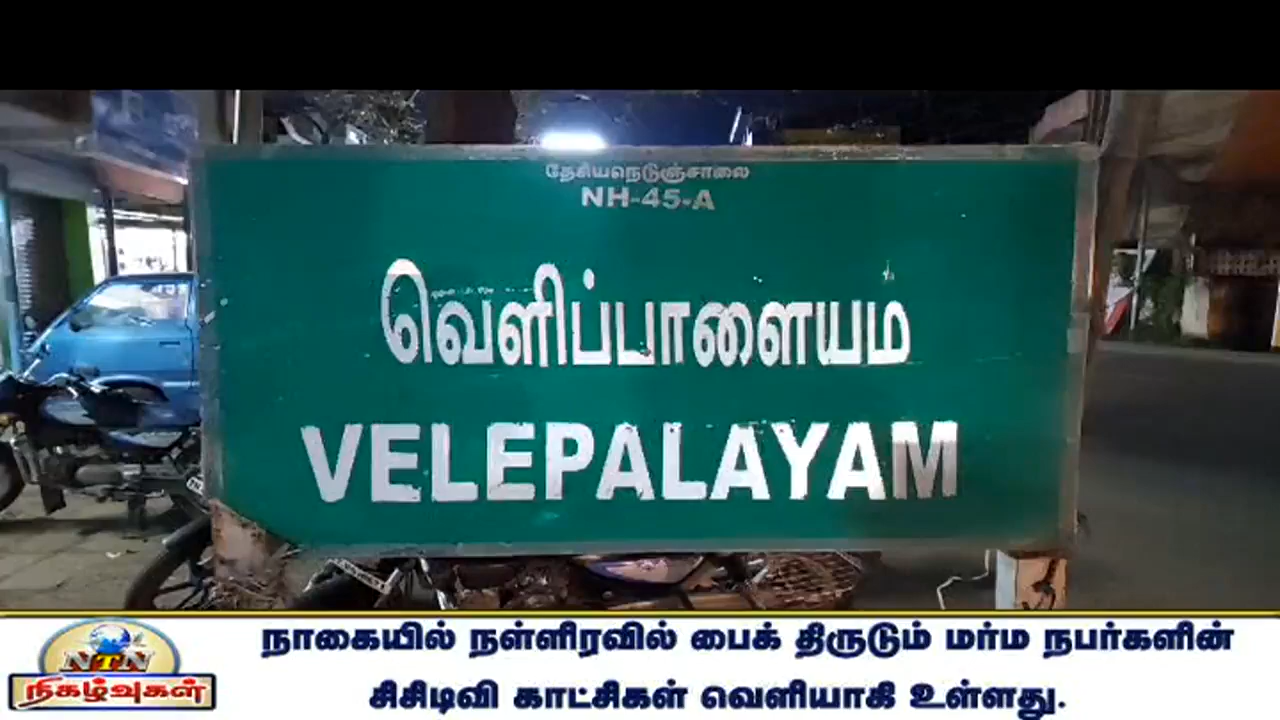 தேசியநெடுஞ்சாலை
NH-45-A
வெளிப்பாளையம
VELEPALAYAM
NTN
நிகழ்வுகள்
நாகையில் நள்ளிரவில் பைக் திருடும் மர்ம நபர்களின்
சிசிடிவி காட்சிகள் வெளியாகி உள்ளது.